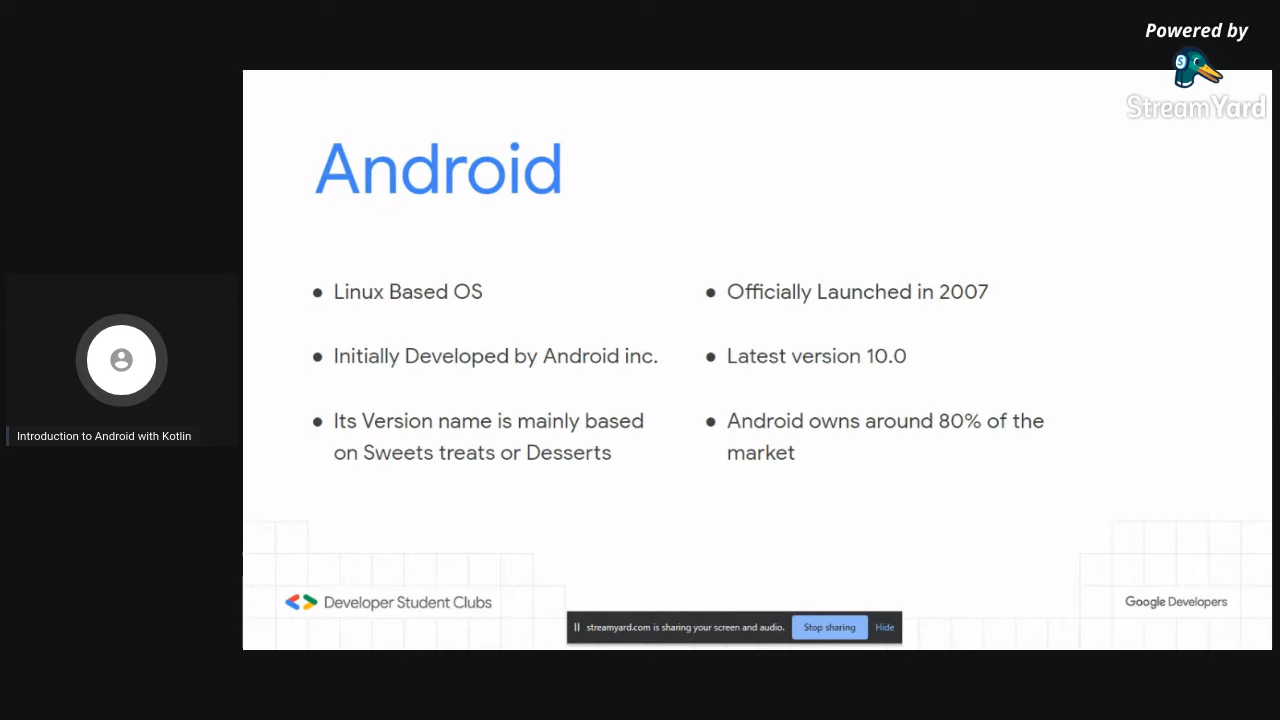 Powered by
StreamYard
Android
• Linux Based OS
• Initially Developed by Android inc.
• Its Version name is mainly based
on Sweets treats or Desserts
• Officially Launched in 2007
• Latest version 10.0
• Android owns around 80% of the
market
Introduction to Android with Kotlin
Developer Student Clubs
Google Developers
streamyard.com is sharing your screen and audio. Stop sharing Hide